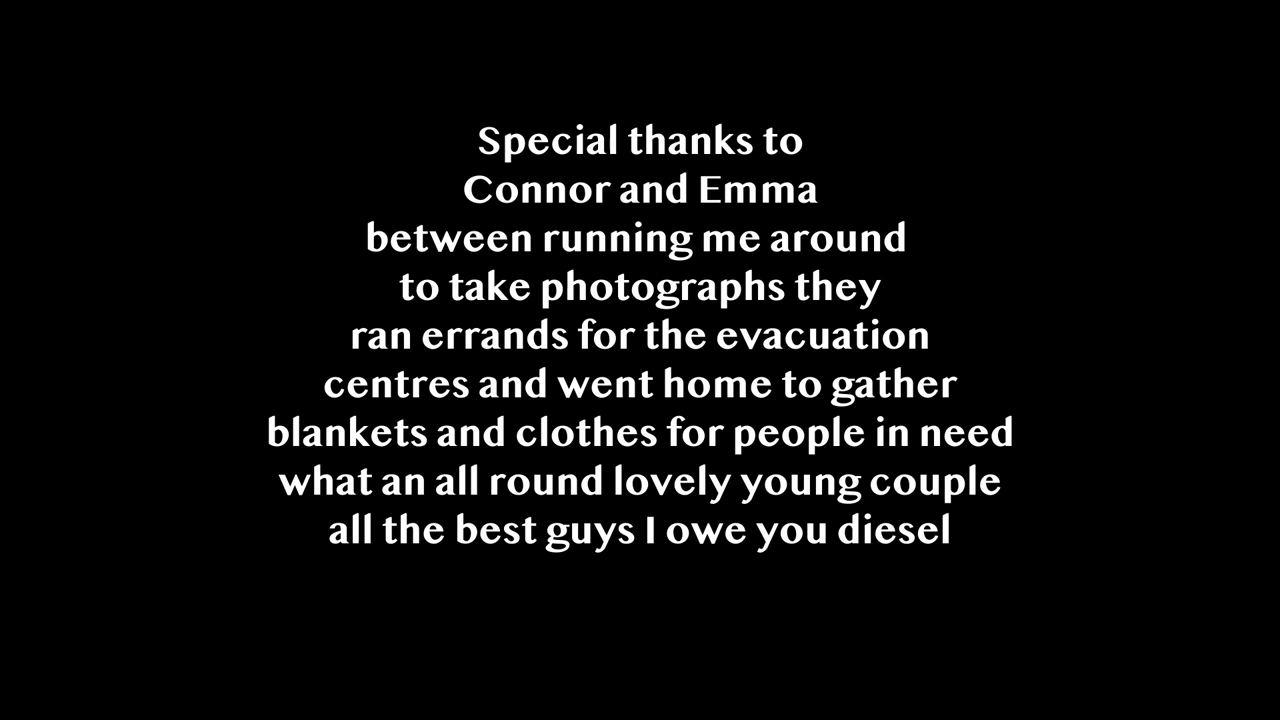 Special thanks to
Connor and Emma
between running me around
to take photographs they
ran errands for the evacuation
centres and went home to gather
blankets and clothes for people in need
what an all round lovely young couple
all the best guys I owe you diesel